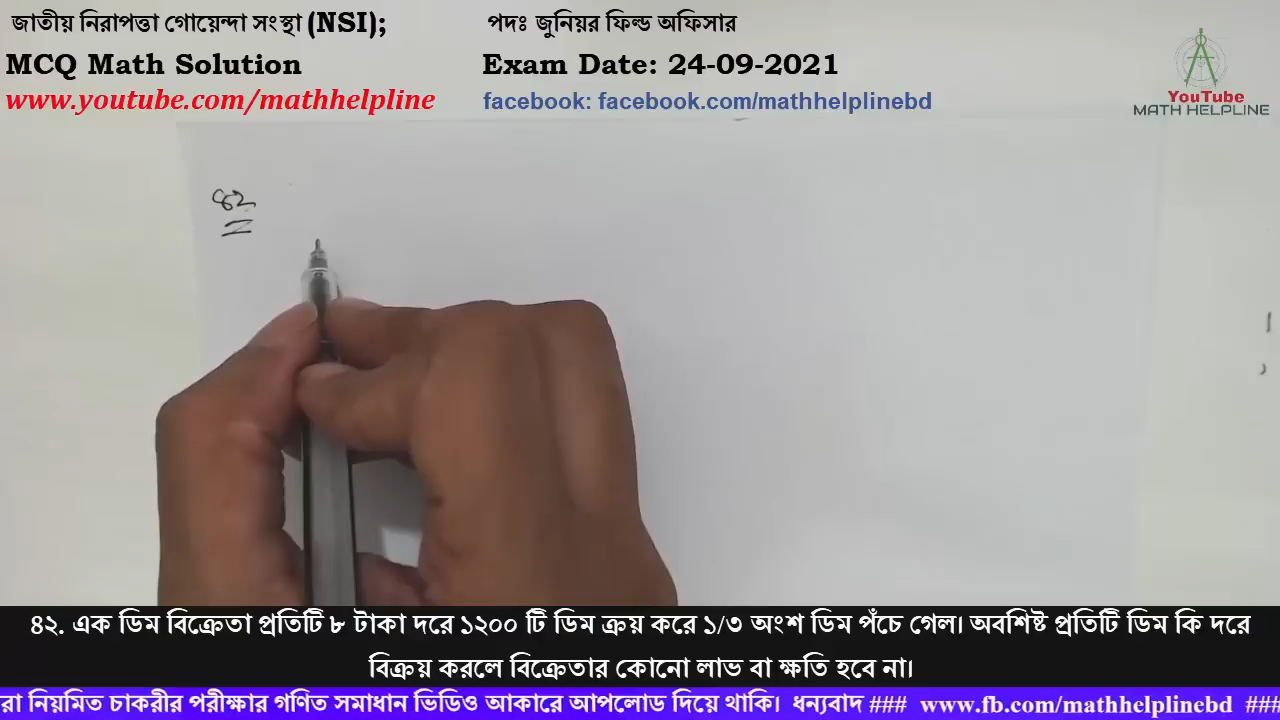 জাতীয় নিরাপত্তা গোয়েন্দা সংস্থা (NSI);
পদঃ জুনিয়র ফিল্ড অফিসার
MCQ Math Solution
Exam Date: 24-09-2021
www.youtube.com/mathhelpline
facebook: facebook.com/mathhelplinebd
YouTube
MATH HELPLINE
৪২
৪২. এক ডিম বিক্রেতা প্রতিটি ৮ টাকা দরে ১২০০ টি ডিম ক্রয় করে ১/৩ অংশ ডিম পঁচে গেল। অবশিষ্ট প্রতিটি ডিম কি দরে
বিক্রয় করলে বিক্রেতার কোনো লাভ বা ক্ষতি হবে না।
রা নিয়মিত চাকরীর পরীক্ষার গণিত সমাধান ভিডিও আকারে আপলোড দিয়ে থাকি। ধন্যবাদ ### www.fb.com/mathhelplinebd ###